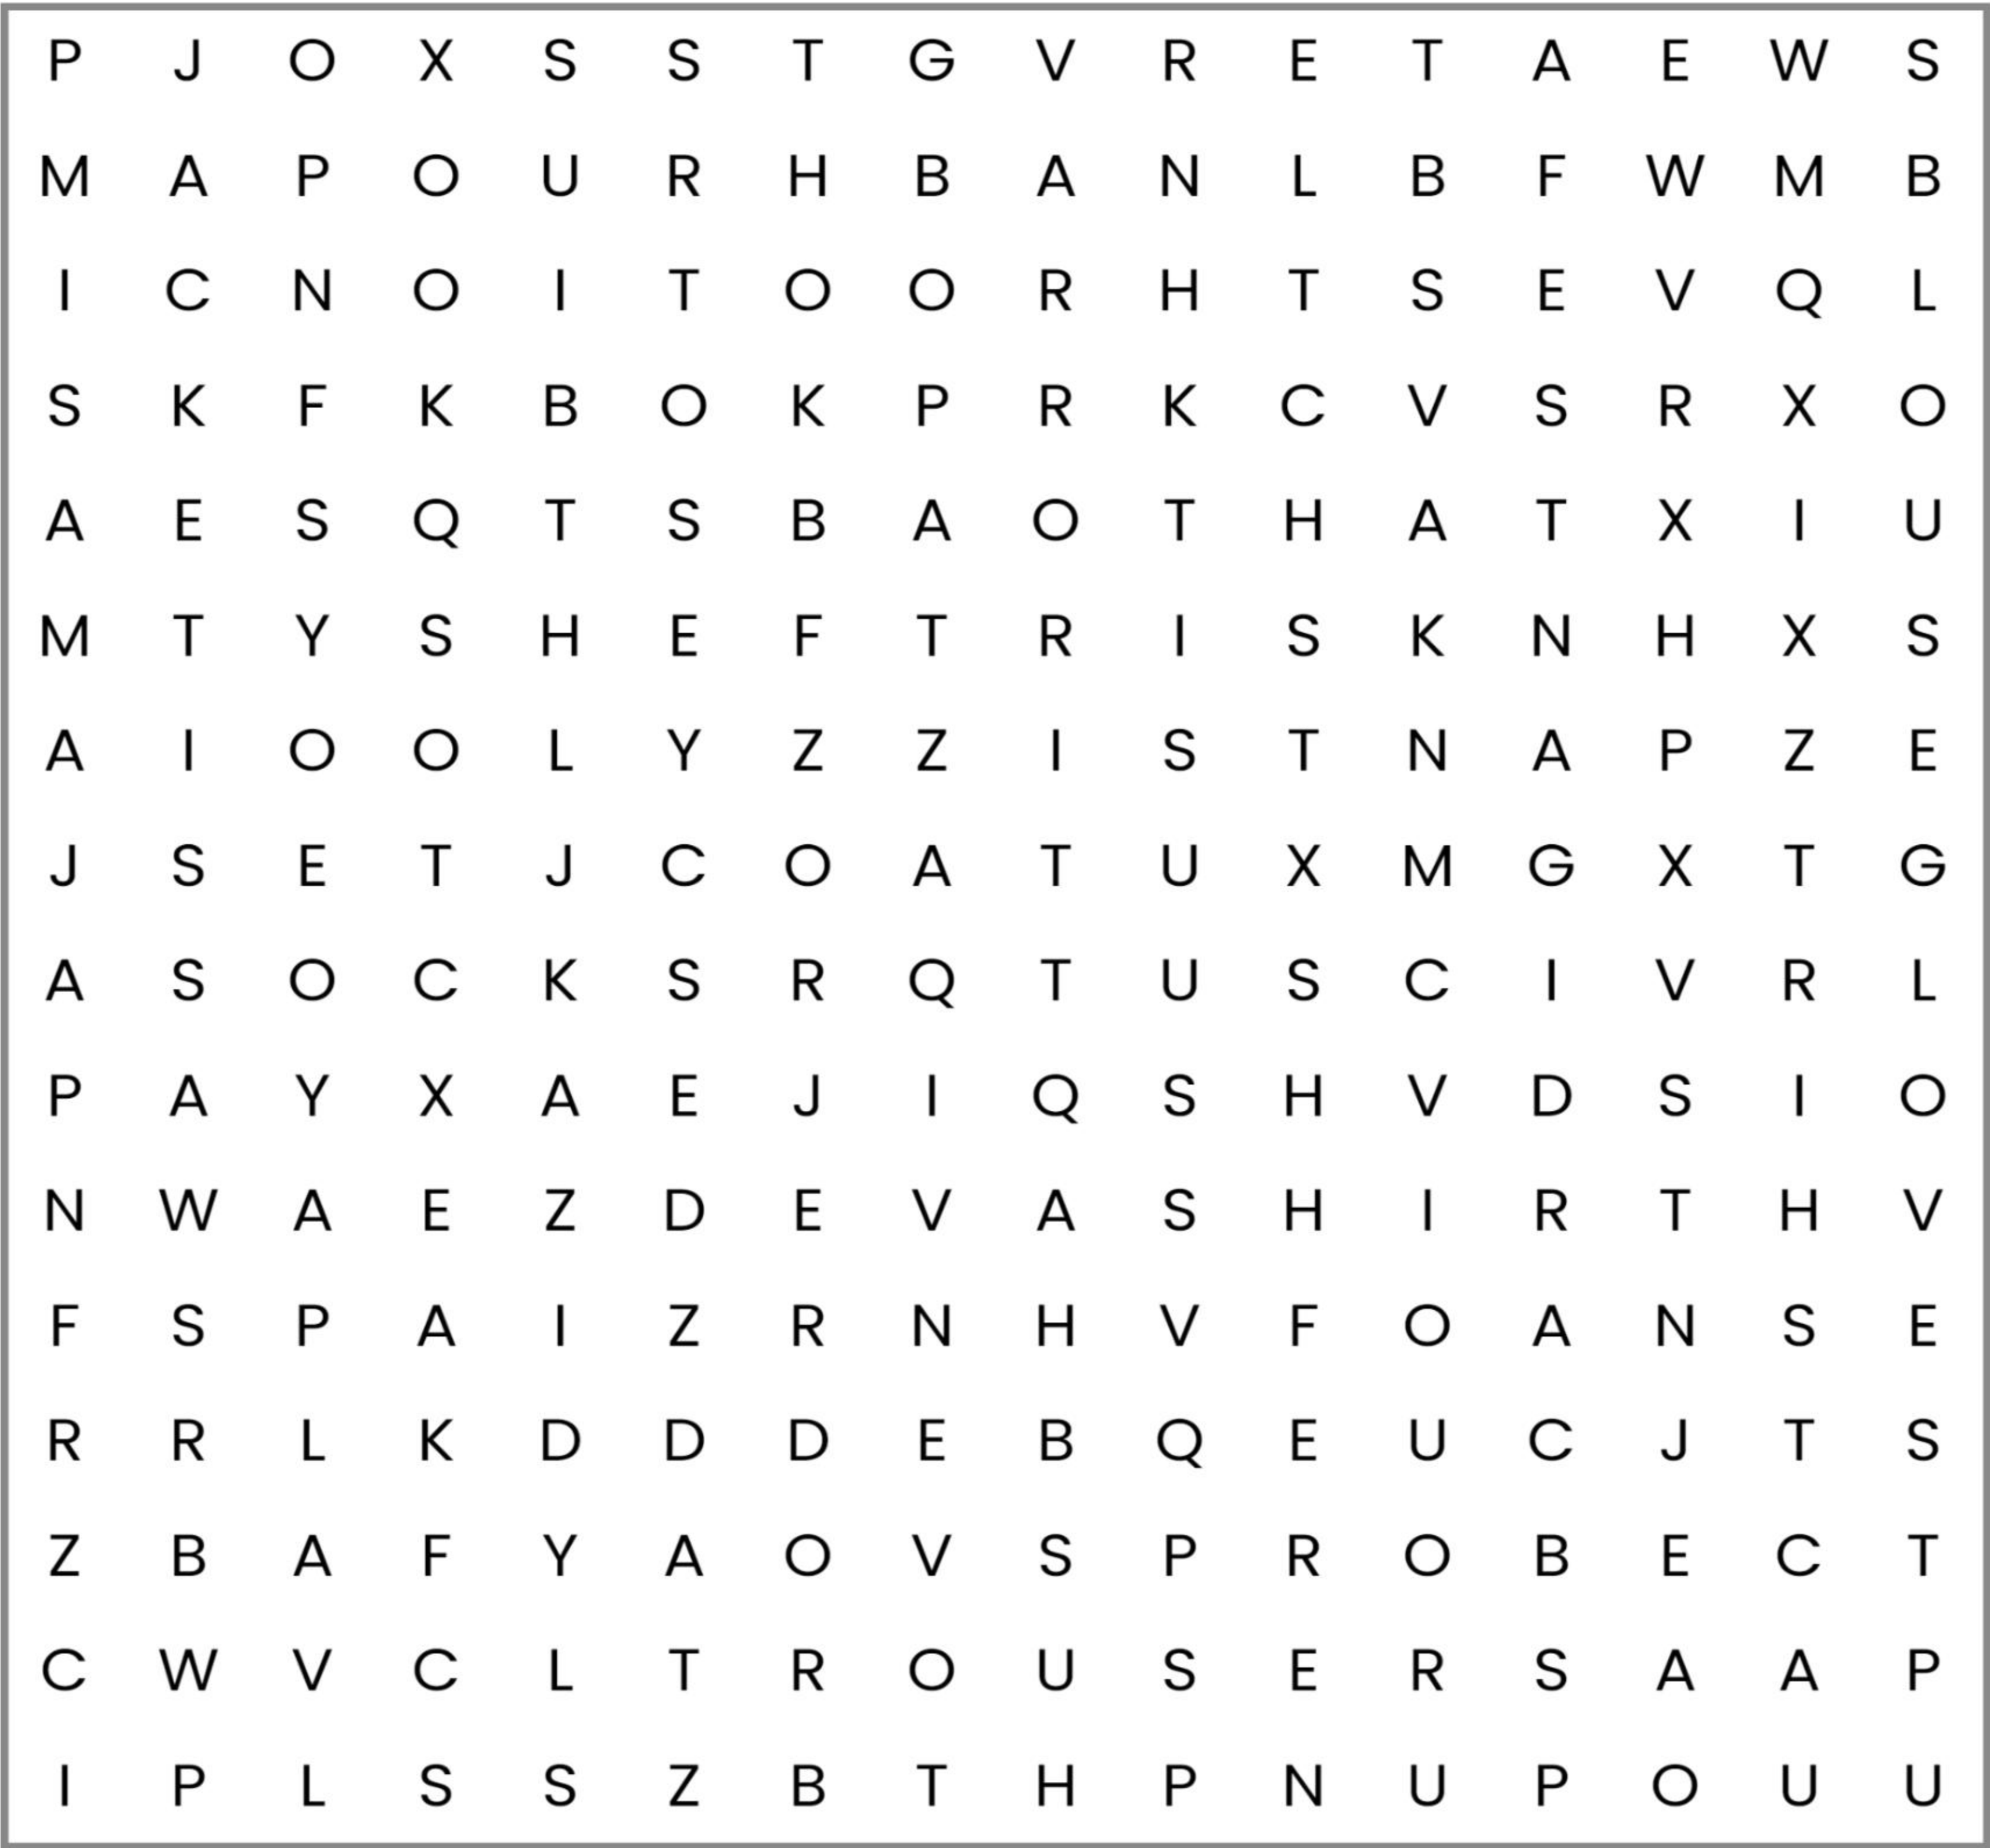 P J O X S S T G V R E T A E W S
M A P O U R H B A N L B F W M B
I C N O I T O O R H T S E V Q L
S K F K B O K P R K C V S R X O
A E S Q T S B A O T H A T X I U
M T Y S H E F T R I S K N H X S
A I O O L Y Z Z I S T N A P Z E
J S E T J C O A T U X M G X T G
A S O C K S R Q T U S C I V R L
P A Y X A E J I Q S H V D S I O
N W A E Z D E V A S H I R T H V
F S P A I Z R N H V F O A N S E
R R L K D D D E B Q E U C J T S
Z B A F Y A O V S P R O B E C T
C W V C L T R O U S E R S A A P
I P L S S Z B T H P N U P O U U